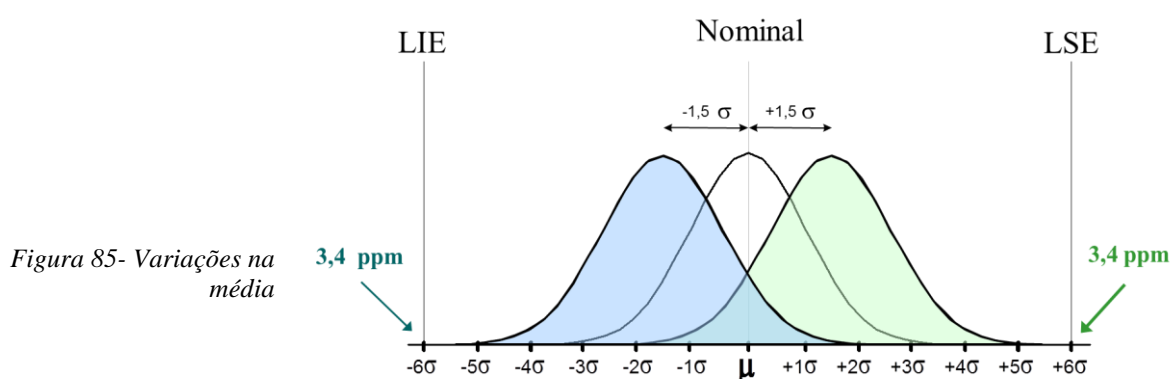 Nominal
LIE
LSE
-1,5 σ
+1,5 σ
Figura 85- Variações na
média
3,4 ppm
3,4 ppm
-6σ -5σ -4σ -3σ -2σ -1σ μ +1σ +2σ +3σ +4σ +5σ +6σ